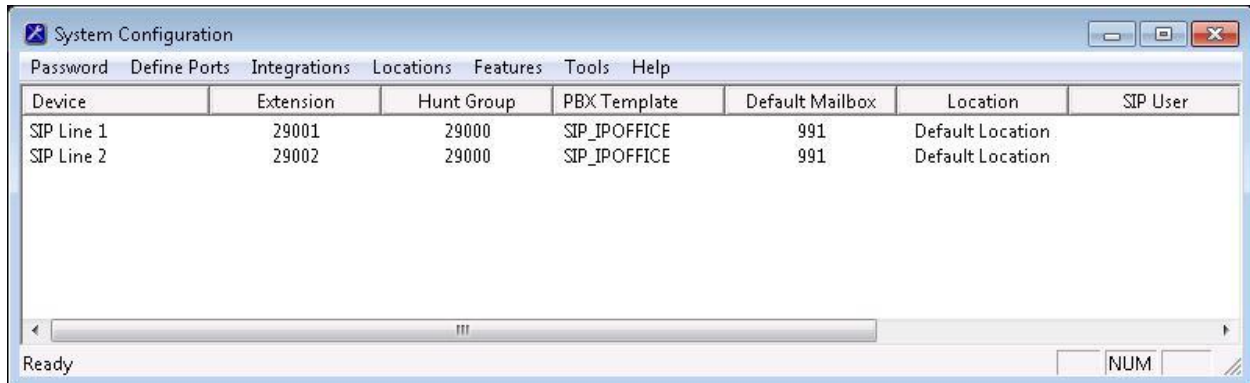 System Configuration
Password Define Ports Integrations Locations Features Tools Help
Device Extension Hunt Group PBX Template Default Mailbox Location SIP User
SIP Line 1 29001 29000 SIP_IPOFFICE 991 Default Location
SIP Line 2 29002 29000 SIP_IPOFFICE 991 Default Location
Ready NUM